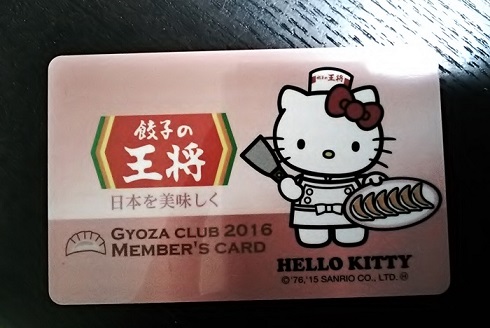 餃子の王将
餃子の
王将
日本を美味しく
GYOZA CLUB 2016
MEMBER'S CARD
HELLO KITTY
©'76,'15 SANRIO CO., LTD. Ⓗ